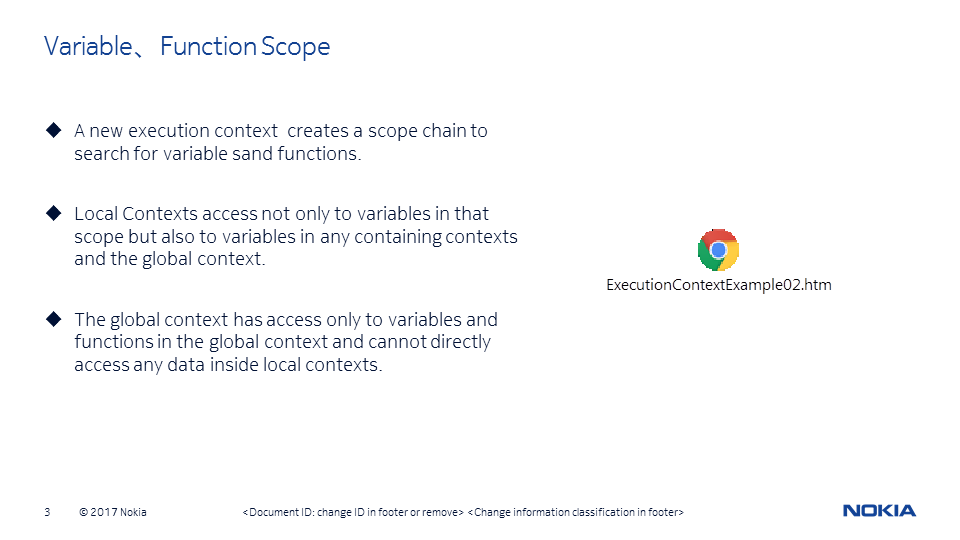 Variable、Function Scope
◆ A new execution context  creates a scope chain to
search for variable sand functions.
◆ Local Contexts access not only to variables in that
scope but also to variables in any containing contexts
and the global context.
◆ The global context has access only to variables and
functions in the global context and cannot directly
access any data inside local contexts.
ExecutionContextExample02.htm
3 © 2017 Nokia <Document ID: change ID in footer or remove> <Change information classification in footer>
NOKIA